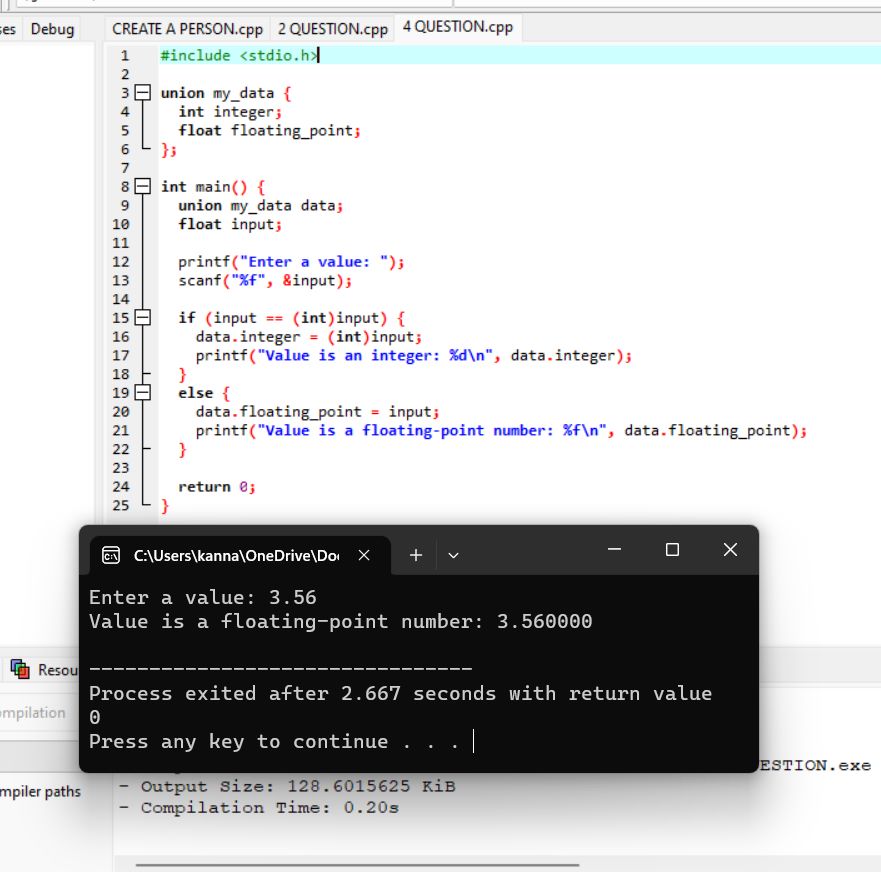 ses Debug CREATE A PERSON.cpp 2 QUESTION.cpp 4 QUESTION.cpp
1 #include <stdio.h>
2
3 union my_data {
4 int integer;
5 float floating_point;
6 };
7
8 int main() {
9 union my_data data;
10 float input;
11
12 printf("Enter a value: ");
13 scanf("%f", &input);
14
15 if (input == (int)input) {
16 data.integer = (int)input;
17 printf("Value is an integer: %d\n", data.integer);
18 }
19 else {
20 data.floating_point = input;
21 printf("Value is a floating-point number: %f\n", data.floating_point);
22 }
23
24 return 0;
25 }
C:\Users\kanna\OneDrive\Do
Enter a value: 3.56
Value is a floating-point number: 3.560000
--------------------------------
Process exited after 2.667 seconds with return value
0
Press any key to continue . . .
Resou
ompilation
ESTION.exe
mpiler paths
- Output Size: 128.6015625 KiB
- Compilation Time: 0.20s